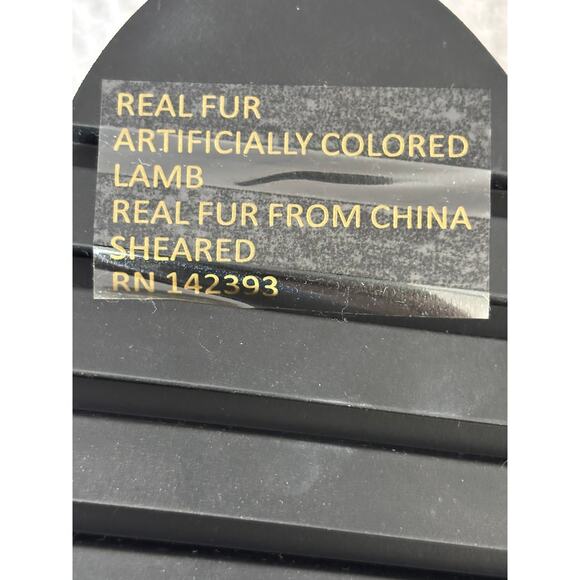 REAL FUR
ARTIFICIALLY COLORED
LAMB
REAL FUR FROM CHINA
SHEARED
RN 142393